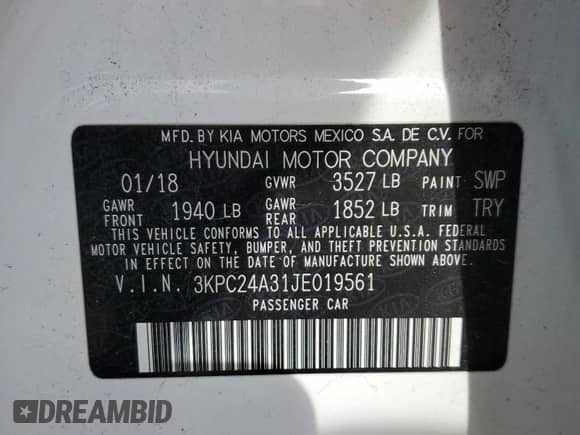 MFD. BY KIA MOTORS MEXICO S.A. DE C.V. FOR
HYUNDAI MOTOR COMPANY
01/18 GVWR 3527 LB PAINT SWP
GAWR FRONT 1940 LB GAWR REAR 1852 LB TRIM TRY
THIS VEHICLE CONFORMS TO ALL APPLICABLE U.S.A. FEDERAL
MOTOR VEHICLE SAFETY, BUMPER, AND THEFT PREVENTION STANDARDS
IN EFFECT ON THE DATE OF MANUFACTURE SHOWN ABOVE.
V.I.N. 3KPC24A31JE019561
PASSENGER CAR
DREAMBID